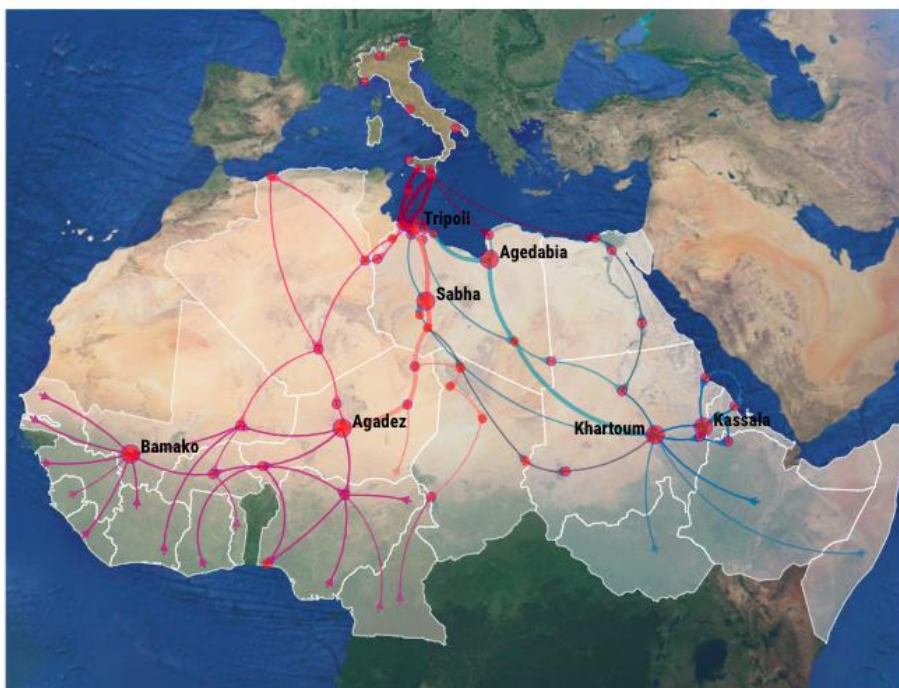 Tripoli
Agedabia
Sabha
Agadez
Kassala
Khartoum
Bamako